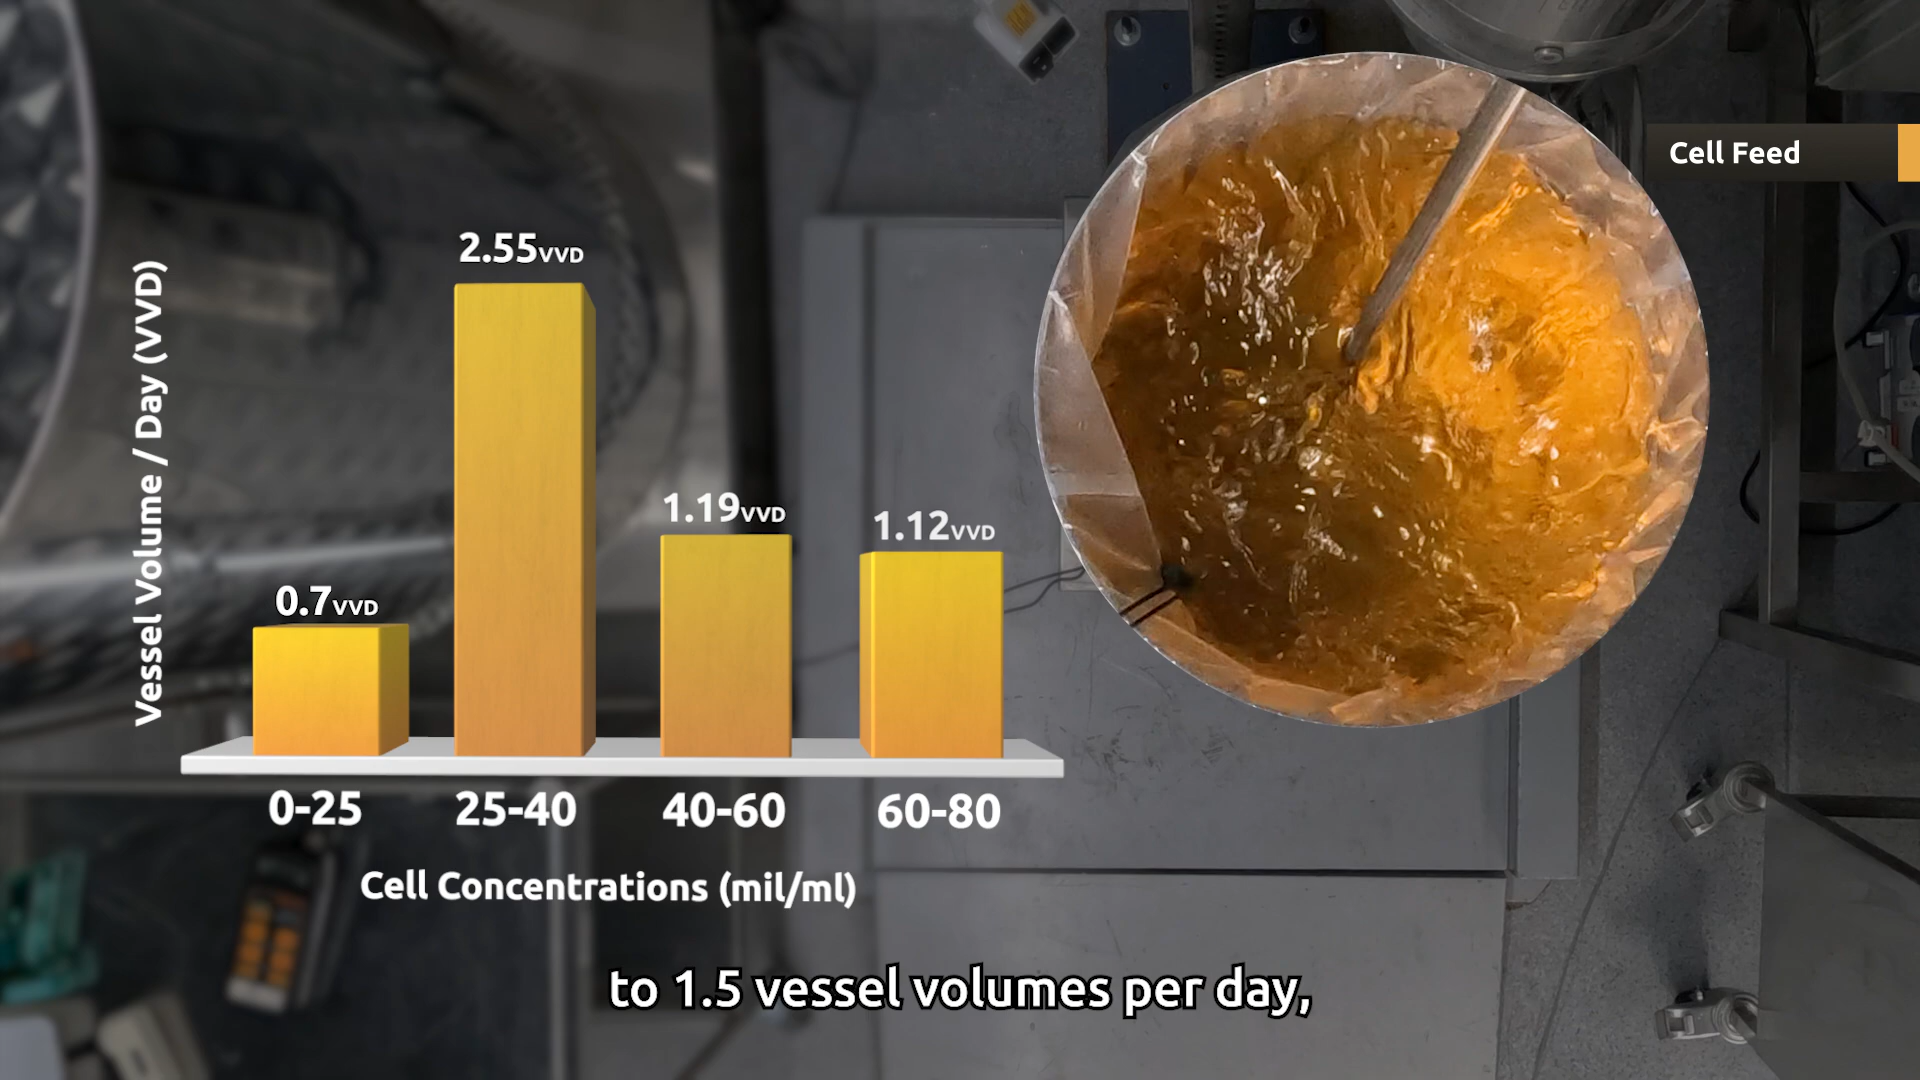 Cell Feed
Vessel Volume / Day (VVD)
0.7VVD
2.55VVD
1.19VVD
1.12VVD
0-25
25-40
40-60
60-80
Cell Concentrations (mil/ml)
to 1.5 vessel volumes per day,